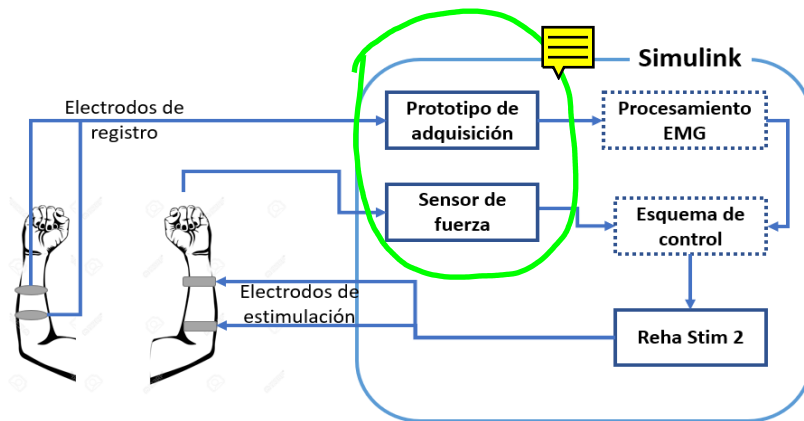 Simulink
Electrodos de
registro
Prototipo de
adquisición
Procesamiento
EMG
Sensor de
fuerza
Esquema de
control
Electrodos de
estimulación
Reha Stim 2